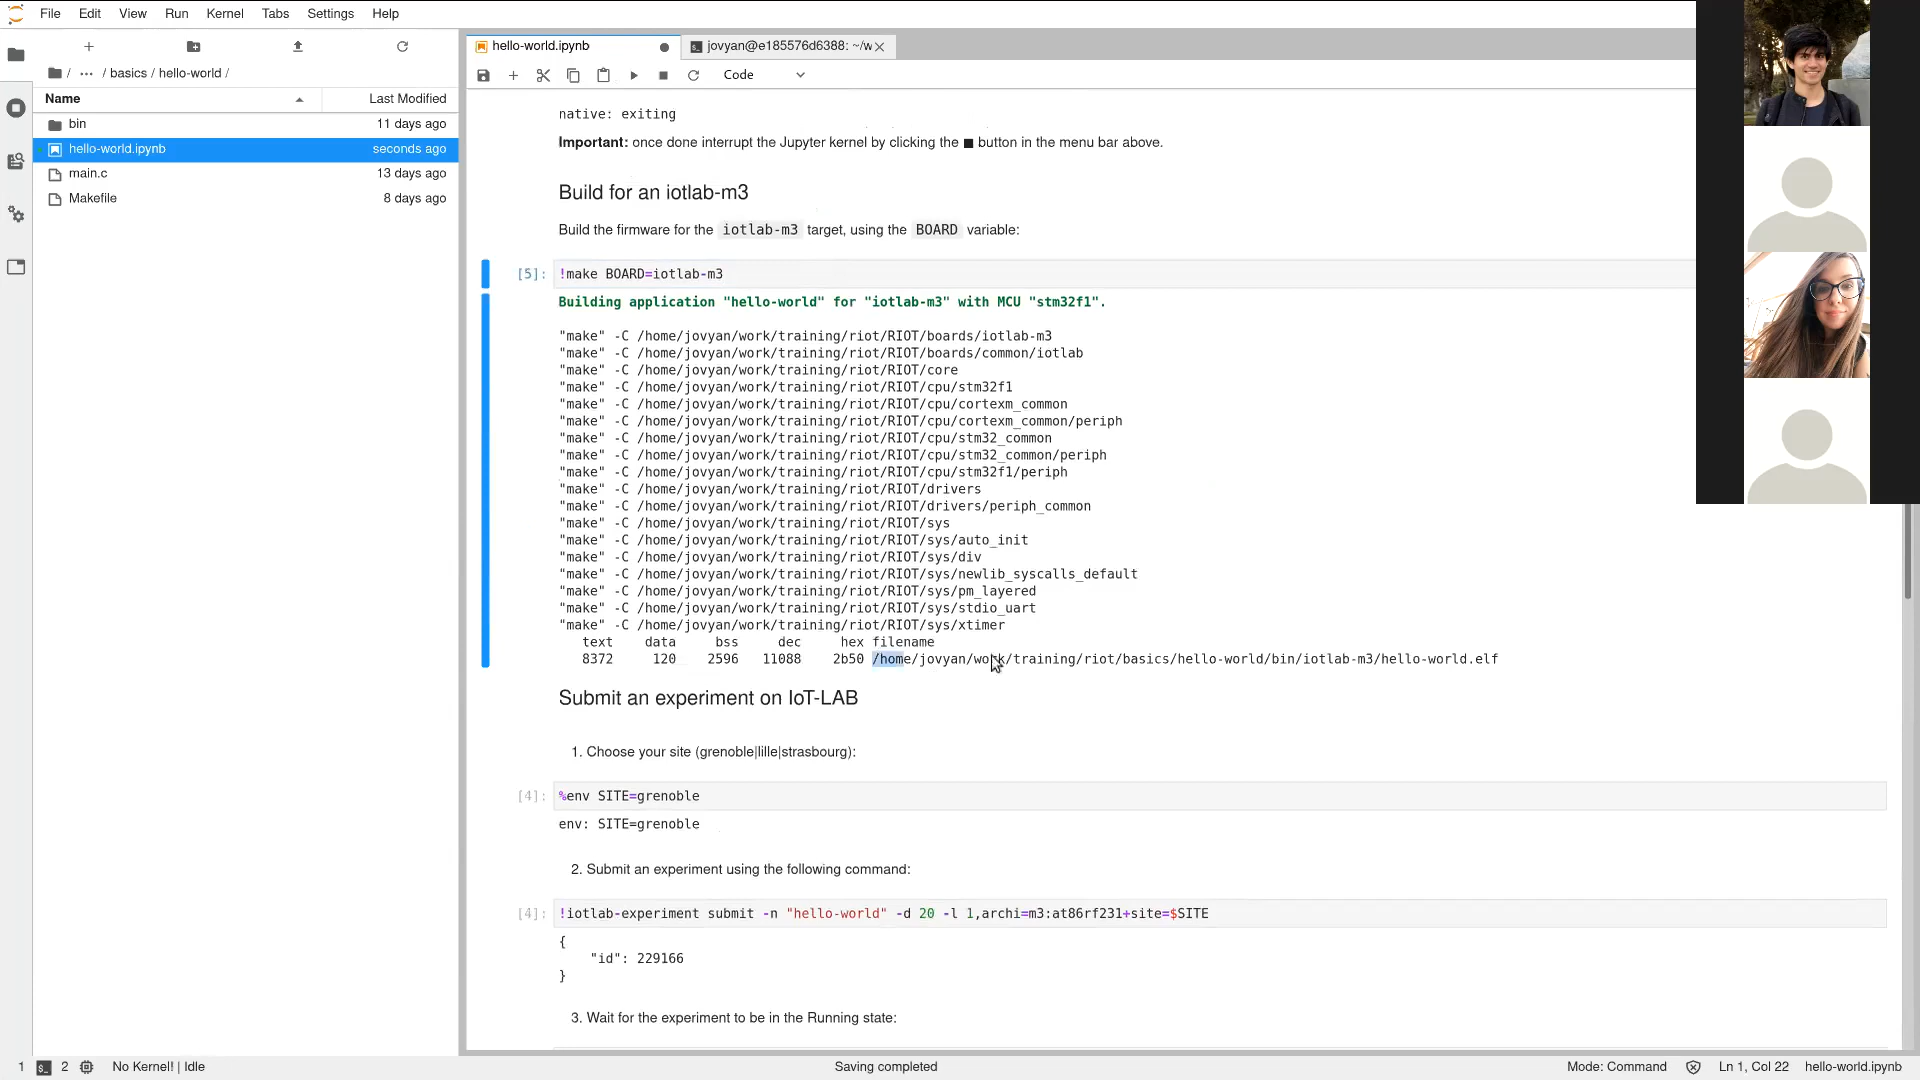 File Edit View Run Kernel Tabs Settings Help
hello-world.ipynb
jovyan@e185576d6388: ~/w
/ ··· / basics / hello-world /
Code
Name Last Modified
bin 11 days ago
hello-world.ipynb seconds ago
main.c 13 days ago
Makefile 8 days ago
native: exiting
Important: once done interrupt the Jupyter kernel by clicking the ■ button in the menu bar above.
Build for an iotlab-m3
Build the firmware for the iotlab-m3 target, using the BOARD variable:
[5]: !make BOARD=iotlab-m3
Building application "hello-world" for "iotlab-m3" with MCU "stm32f1".
"make" -C /home/jovyan/work/training/riot/RIOT/boards/iotlab-m3
"make" -C /home/jovyan/work/training/riot/RIOT/boards/common/iotlab
"make" -C /home/jovyan/work/training/riot/RIOT/core
"make" -C /home/jovyan/work/training/riot/RIOT/cpu/stm32f1
"make" -C /home/jovyan/work/training/riot/RIOT/cpu/cortexm_common
"make" -C /home/jovyan/work/training/riot/RIOT/cpu/cortexm_common/periph
"make" -C /home/jovyan/work/training/riot/RIOT/cpu/stm32_common
"make" -C /home/jovyan/work/training/riot/RIOT/cpu/stm32_common/periph
"make" -C /home/jovyan/work/training/riot/RIOT/cpu/stm32f1/periph
"make" -C /home/jovyan/work/training/riot/RIOT/drivers
"make" -C /home/jovyan/work/training/riot/RIOT/drivers/periph_common
"make" -C /home/jovyan/work/training/riot/RIOT/sys
"make" -C /home/jovyan/work/training/riot/RIOT/sys/auto_init
"make" -C /home/jovyan/work/training/riot/RIOT/sys/div
"make" -C /home/jovyan/work/training/riot/RIOT/sys/newlib_syscalls_default
"make" -C /home/jovyan/work/training/riot/RIOT/sys/pm_layered
"make" -C /home/jovyan/work/training/riot/RIOT/sys/stdio_uart
"make" -C /home/jovyan/work/training/riot/RIOT/sys/xtimer
text data bss dec hex filename
8372 120 2596 11088 2b50 /home/jovyan/work/training/riot/basics/hello-world/bin/iotlab-m3/hello-world.elf
Submit an experiment on IoT-LAB
1. Choose your site (grenoble|lille|strasbourg):
[4]: %env SITE=grenoble
env: SITE=grenoble
2. Submit an experiment using the following command:
[4]: !iotlab-experiment submit -n "hello-world" -d 20 -l 1,archi=m3:at86rf231+site=$SITE
{
"id": 229166
}
3. Wait for the experiment to be in the Running state:
1 2 No Kernel! | Idle Saving completed Mode: Command Ln 1, Col 22 hello-world.ipynb